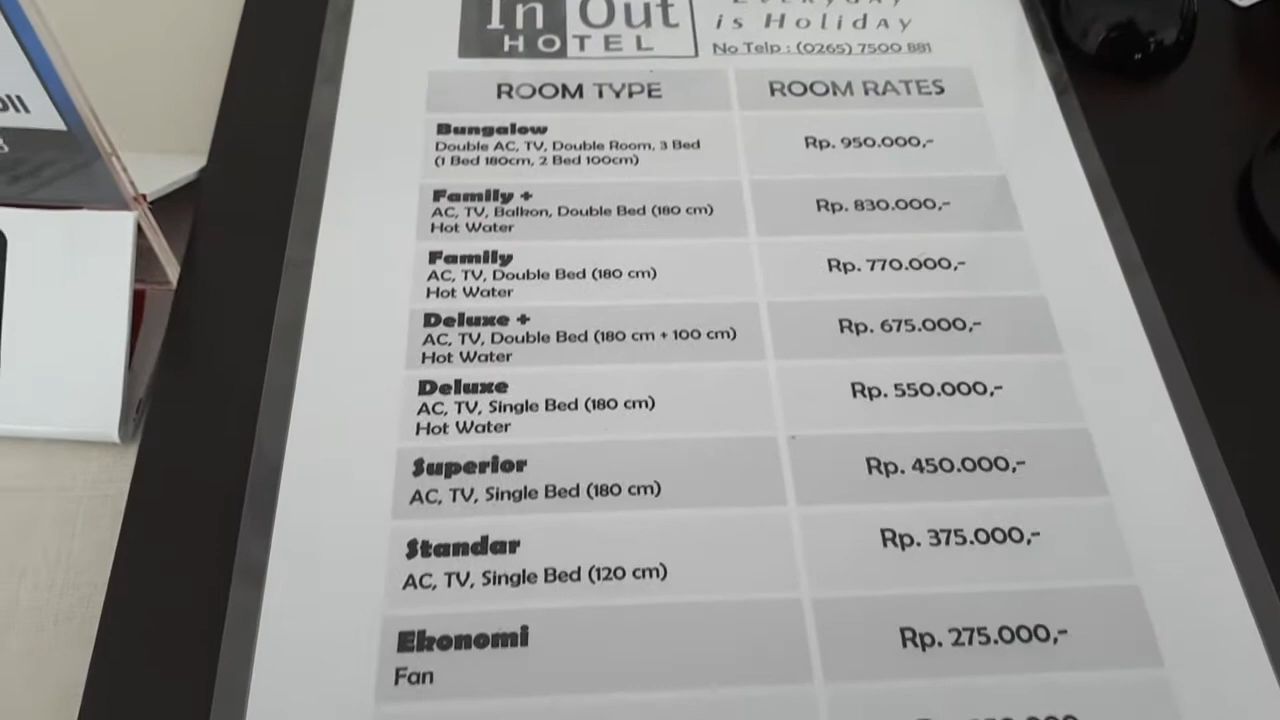 In Out
HOTEL
is Holiday
No Telp : (0265) 7500 881
ROOM TYPE
ROOM RATES
Bungalow
Double AC, TV, Double Room, 3 Bed
(1 Bed 180cm, 2 Bed 100cm)
Rp. 950.000,-
Family +
AC, TV, Balkon, Double Bed (180 cm)
Hot Water
Rp. 830.000,-
Family
AC, TV, Double Bed (180 cm)
Hot Water
Rp. 770.000,-
Deluxe +
AC, TV, Double Bed (180 cm + 100 cm)
Hot Water
Rp. 675.000,-
Deluxe
AC, TV, Single Bed (180 cm)
Hot Water
Rp. 550.000,-
Superior
AC, TV, Single Bed (180 cm)
Rp. 450.000,-
Standar
AC, TV, Single Bed (120 cm)
Rp. 375.000,-
Ekonomi
Fan
Rp. 275.000,-